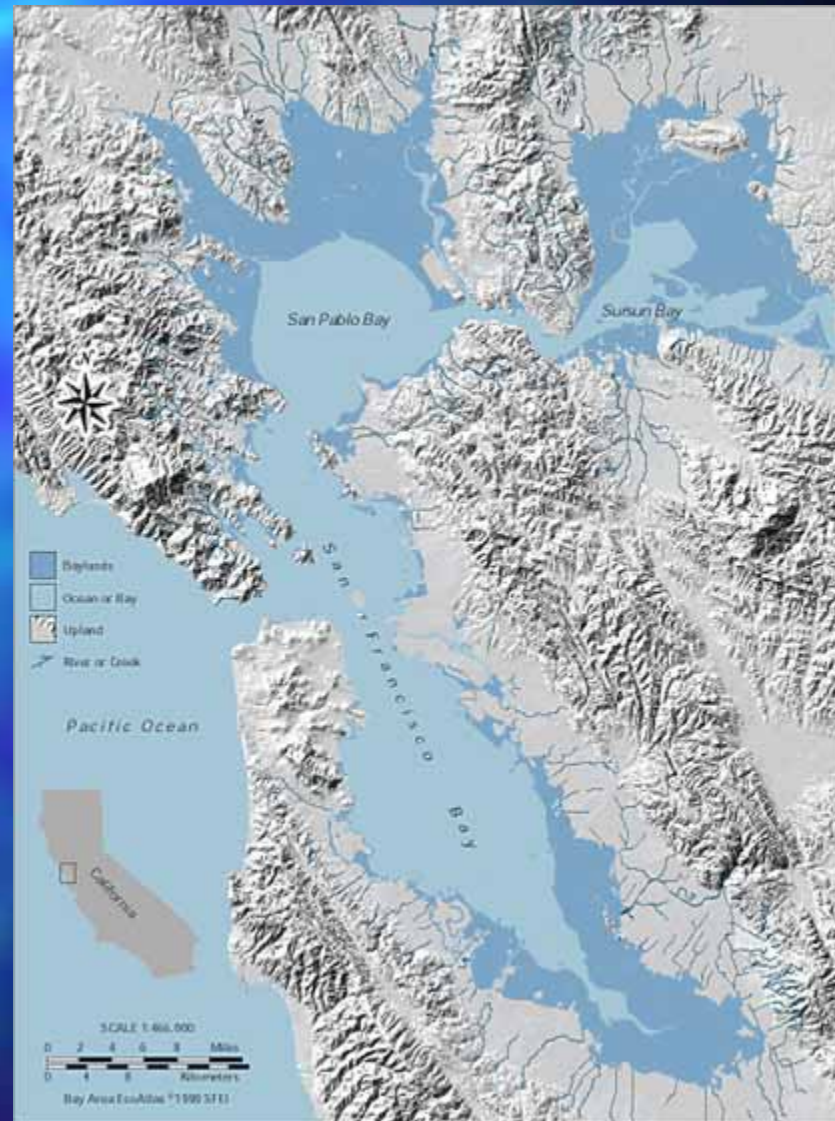 San Pablo Bay
Suisun Bay
N
San Francisco Bay
Baylands
Ocean or Bay
Upland
River or Creek
Pacific Ocean
California
SCALE 1:466,000
0 2 4 6 8 Miles
0 4 8 Kilometers
Bay Area EcoAtlas ©1998 SFEI